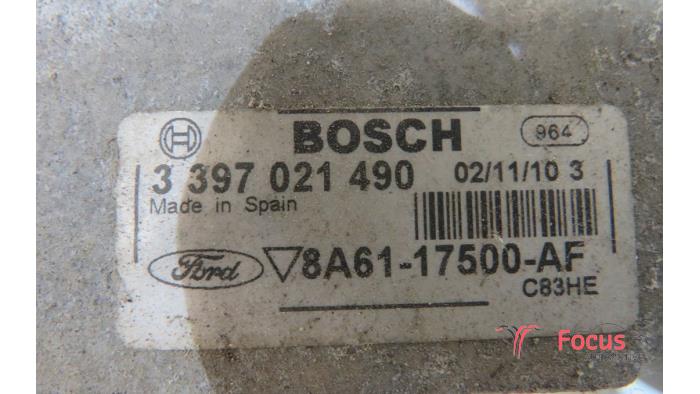 BOSCH 964
3 397 021 490 02/11/10 3
Made in Spain
Ford 8A61-17500-AF
C83HE
Focus